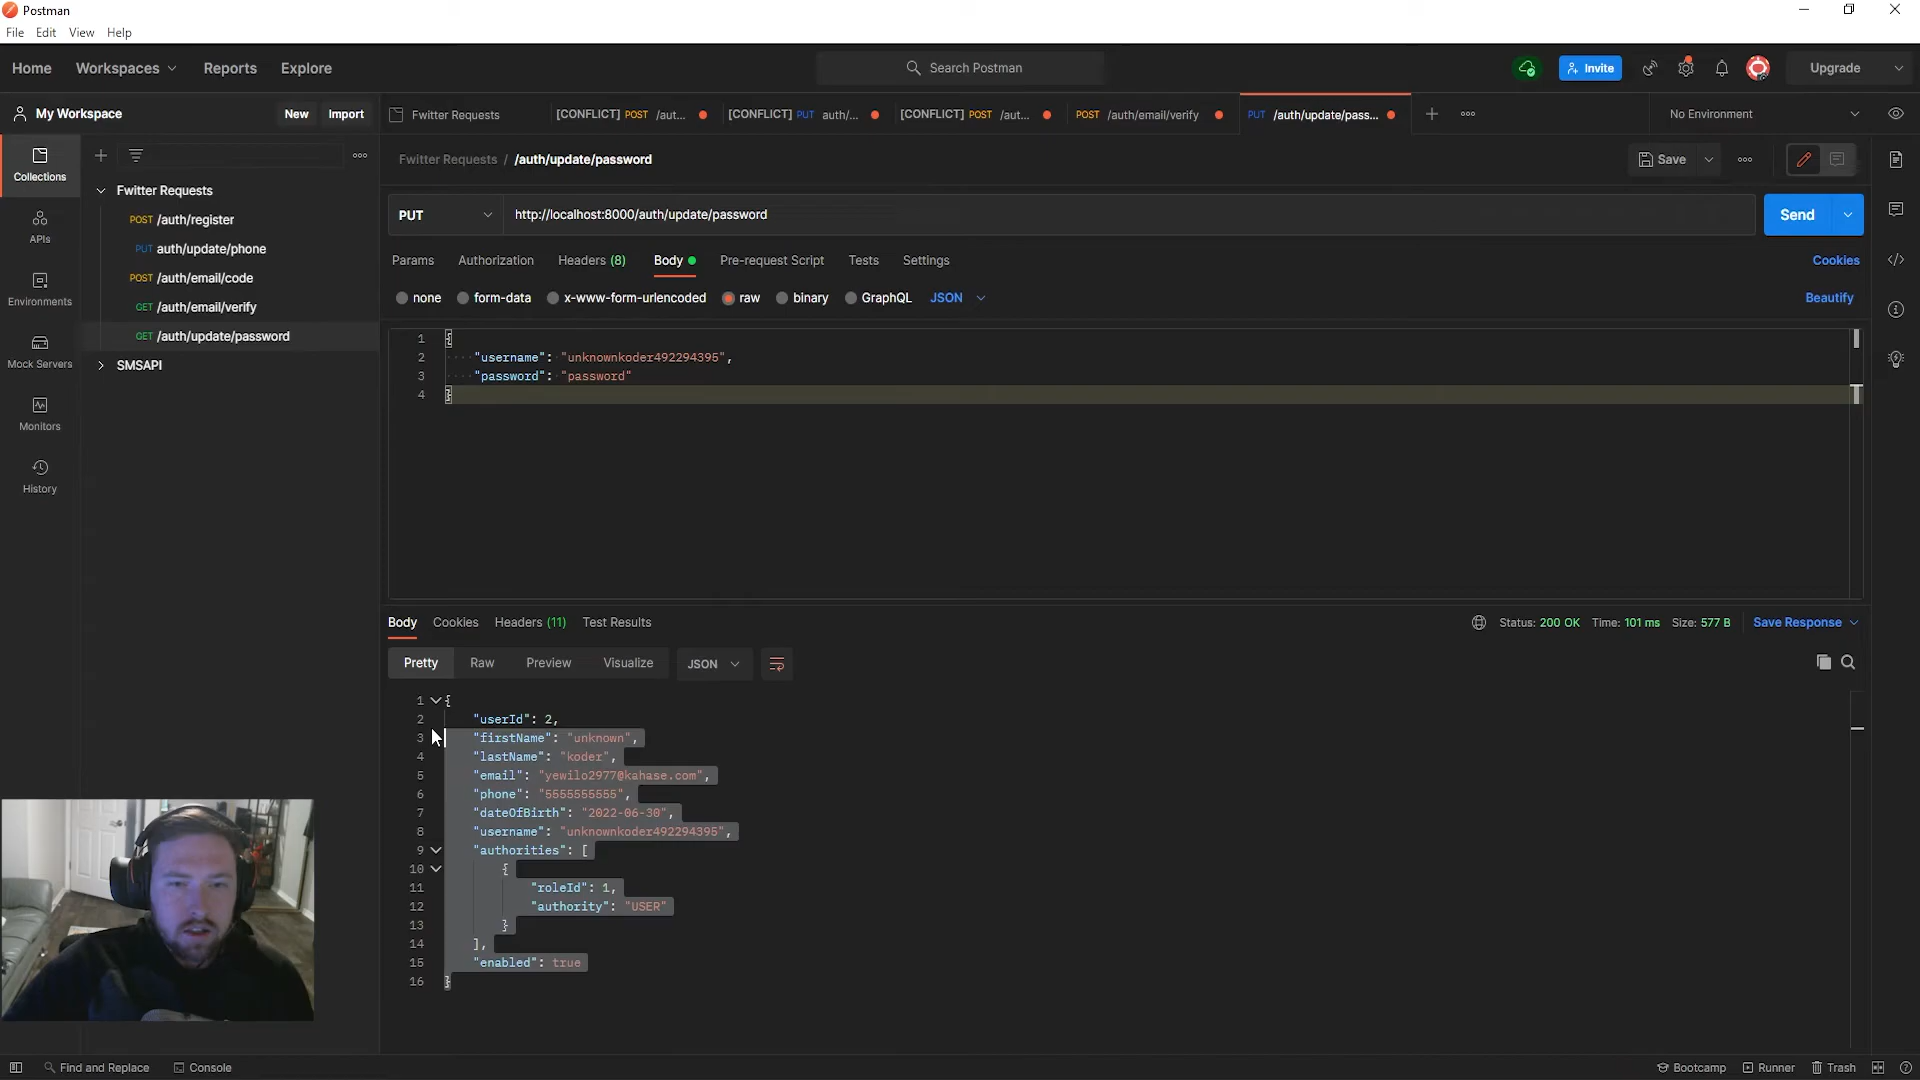 Postman
File Edit View Help
Home Workspaces Reports Explore Search Postman Invite Upgrade
My Workspace New Import Fwitter Requests [CONFLICT] POST /aut... [CONFLICT] PUT auth/... [CONFLICT] POST /aut... POST /auth/email/verify PUT /auth/update/pass... No Environment
Collections
APIs
Environments
Mock Servers
Monitors
History
Fwitter Requests
POST /auth/register
PUT auth/update/phone
POST /auth/email/code
GET /auth/email/verify
GET /auth/update/password
SMSAPI
Fwitter Requests / /auth/update/password Save
PUT http://localhost:8000/auth/update/password Send
Params Authorization Headers (8) Body Pre-request Script Tests Settings Cookies
none form-data x-www-form-urlencoded raw binary GraphQL JSON Beautify
1 {
2 "username": "unknownkoder492294395",
3 "password": "password"
4 }
Body Cookies Headers (11) Test Results Status: 200 OK Time: 101 ms Size: 577 B Save Response
Pretty Raw Preview Visualize JSON
1 {
2 "userId": 2,
3 "firstName": "unknown",
4 "lastName": "koder",
5 "email": "yewilo2977@kahase.com",
6 "phone": "5555555555",
7 "dateOfBirth": "2022-06-30",
8 "username": "unknownkoder492294395",
9 "authorities": [
10 {
11 "roleId": 1,
12 "authority": "USER"
13 }
14 ],
15 "enabled": true
16 }
Find and Replace Console Bootcamp Runner Trash